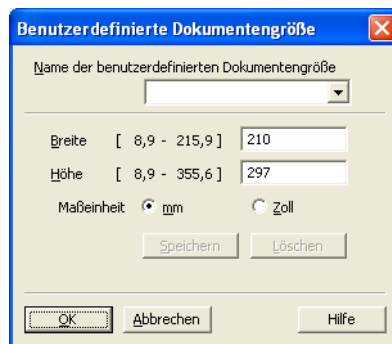 Benutzerdefinierte Dokumentengröße
Name der benutzerdefinierten Dokumentengröße
Breite [ 8,9 - 215,9 ] 210
Höhe [ 8,9 - 355,6 ] 297
Maßeinheit mm Zoll
Speichern Löschen
OK Abbrechen Hilfe